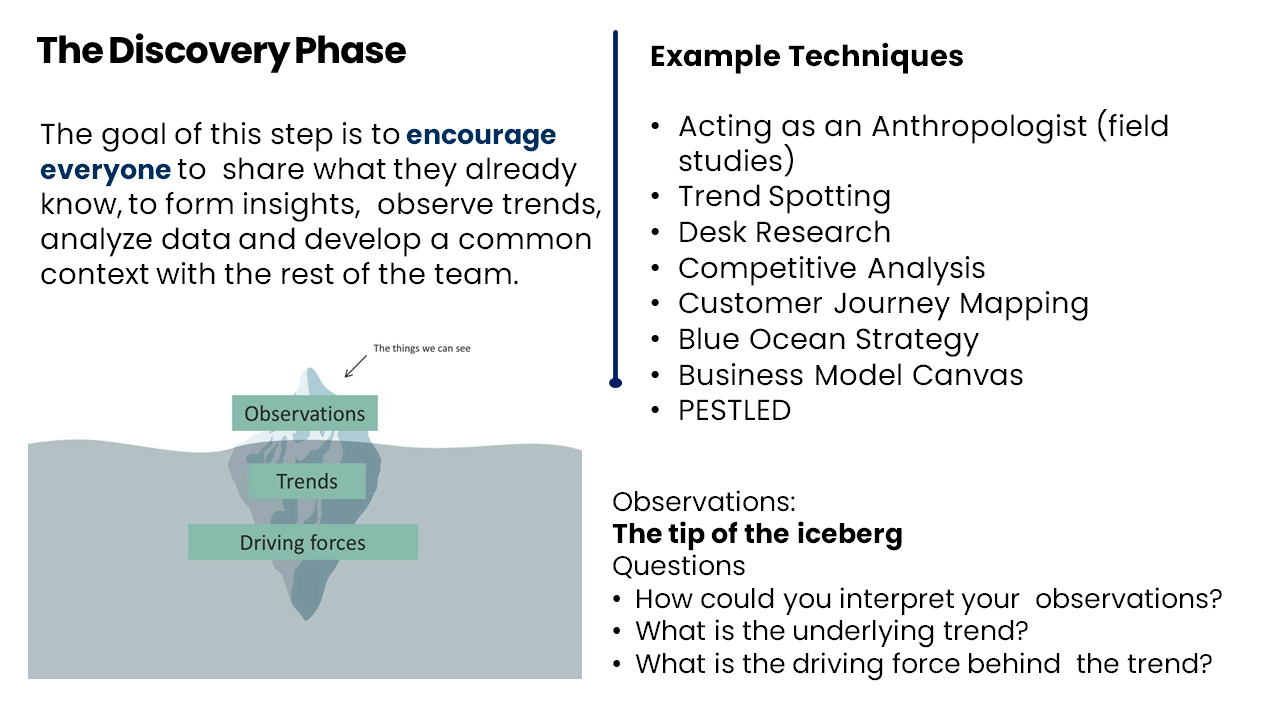 The Discovery Phase
The goal of this step is to encourage
everyone to share what they already
know, to form insights, observe trends,
analyze data and develop a common
context with the rest of the team.
The things we can see
Observations
Trends
Driving forces
Example Techniques
• Acting as an Anthropologist (field
studies)
• Trend Spotting
• Desk Research
• Competitive Analysis
• Customer Journey Mapping
• Blue Ocean Strategy
• Business Model Canvas
• PESTLED
Observations:
The tip of the iceberg
Questions
• How could you interpret your observations?
• What is the underlying trend?
• What is the driving force behind the trend?